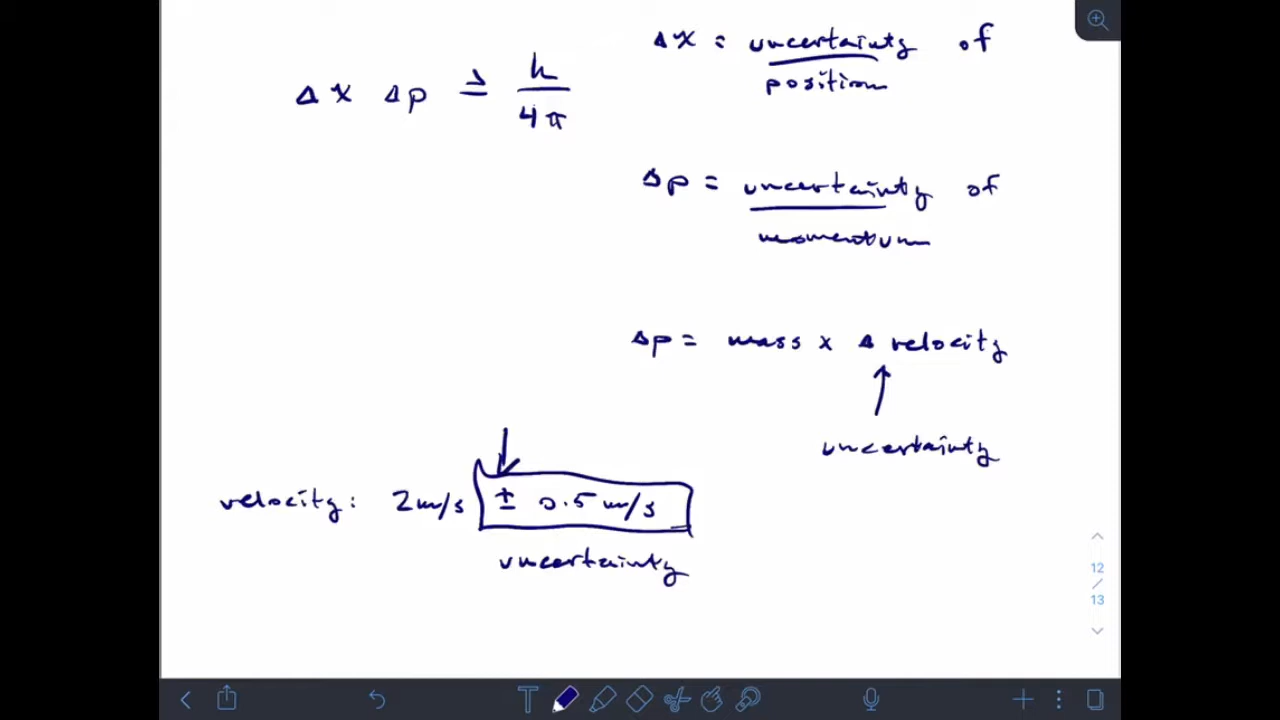 Δx Δp ≥ h/4π
Δx = uncertainty of
position
Δp = uncertainty of
momentum
Δp = mass x Δ velocity
↑
uncertainty
↓
velocity: 2m/s ± 0.5 m/s
uncertainty
12
/
13
T